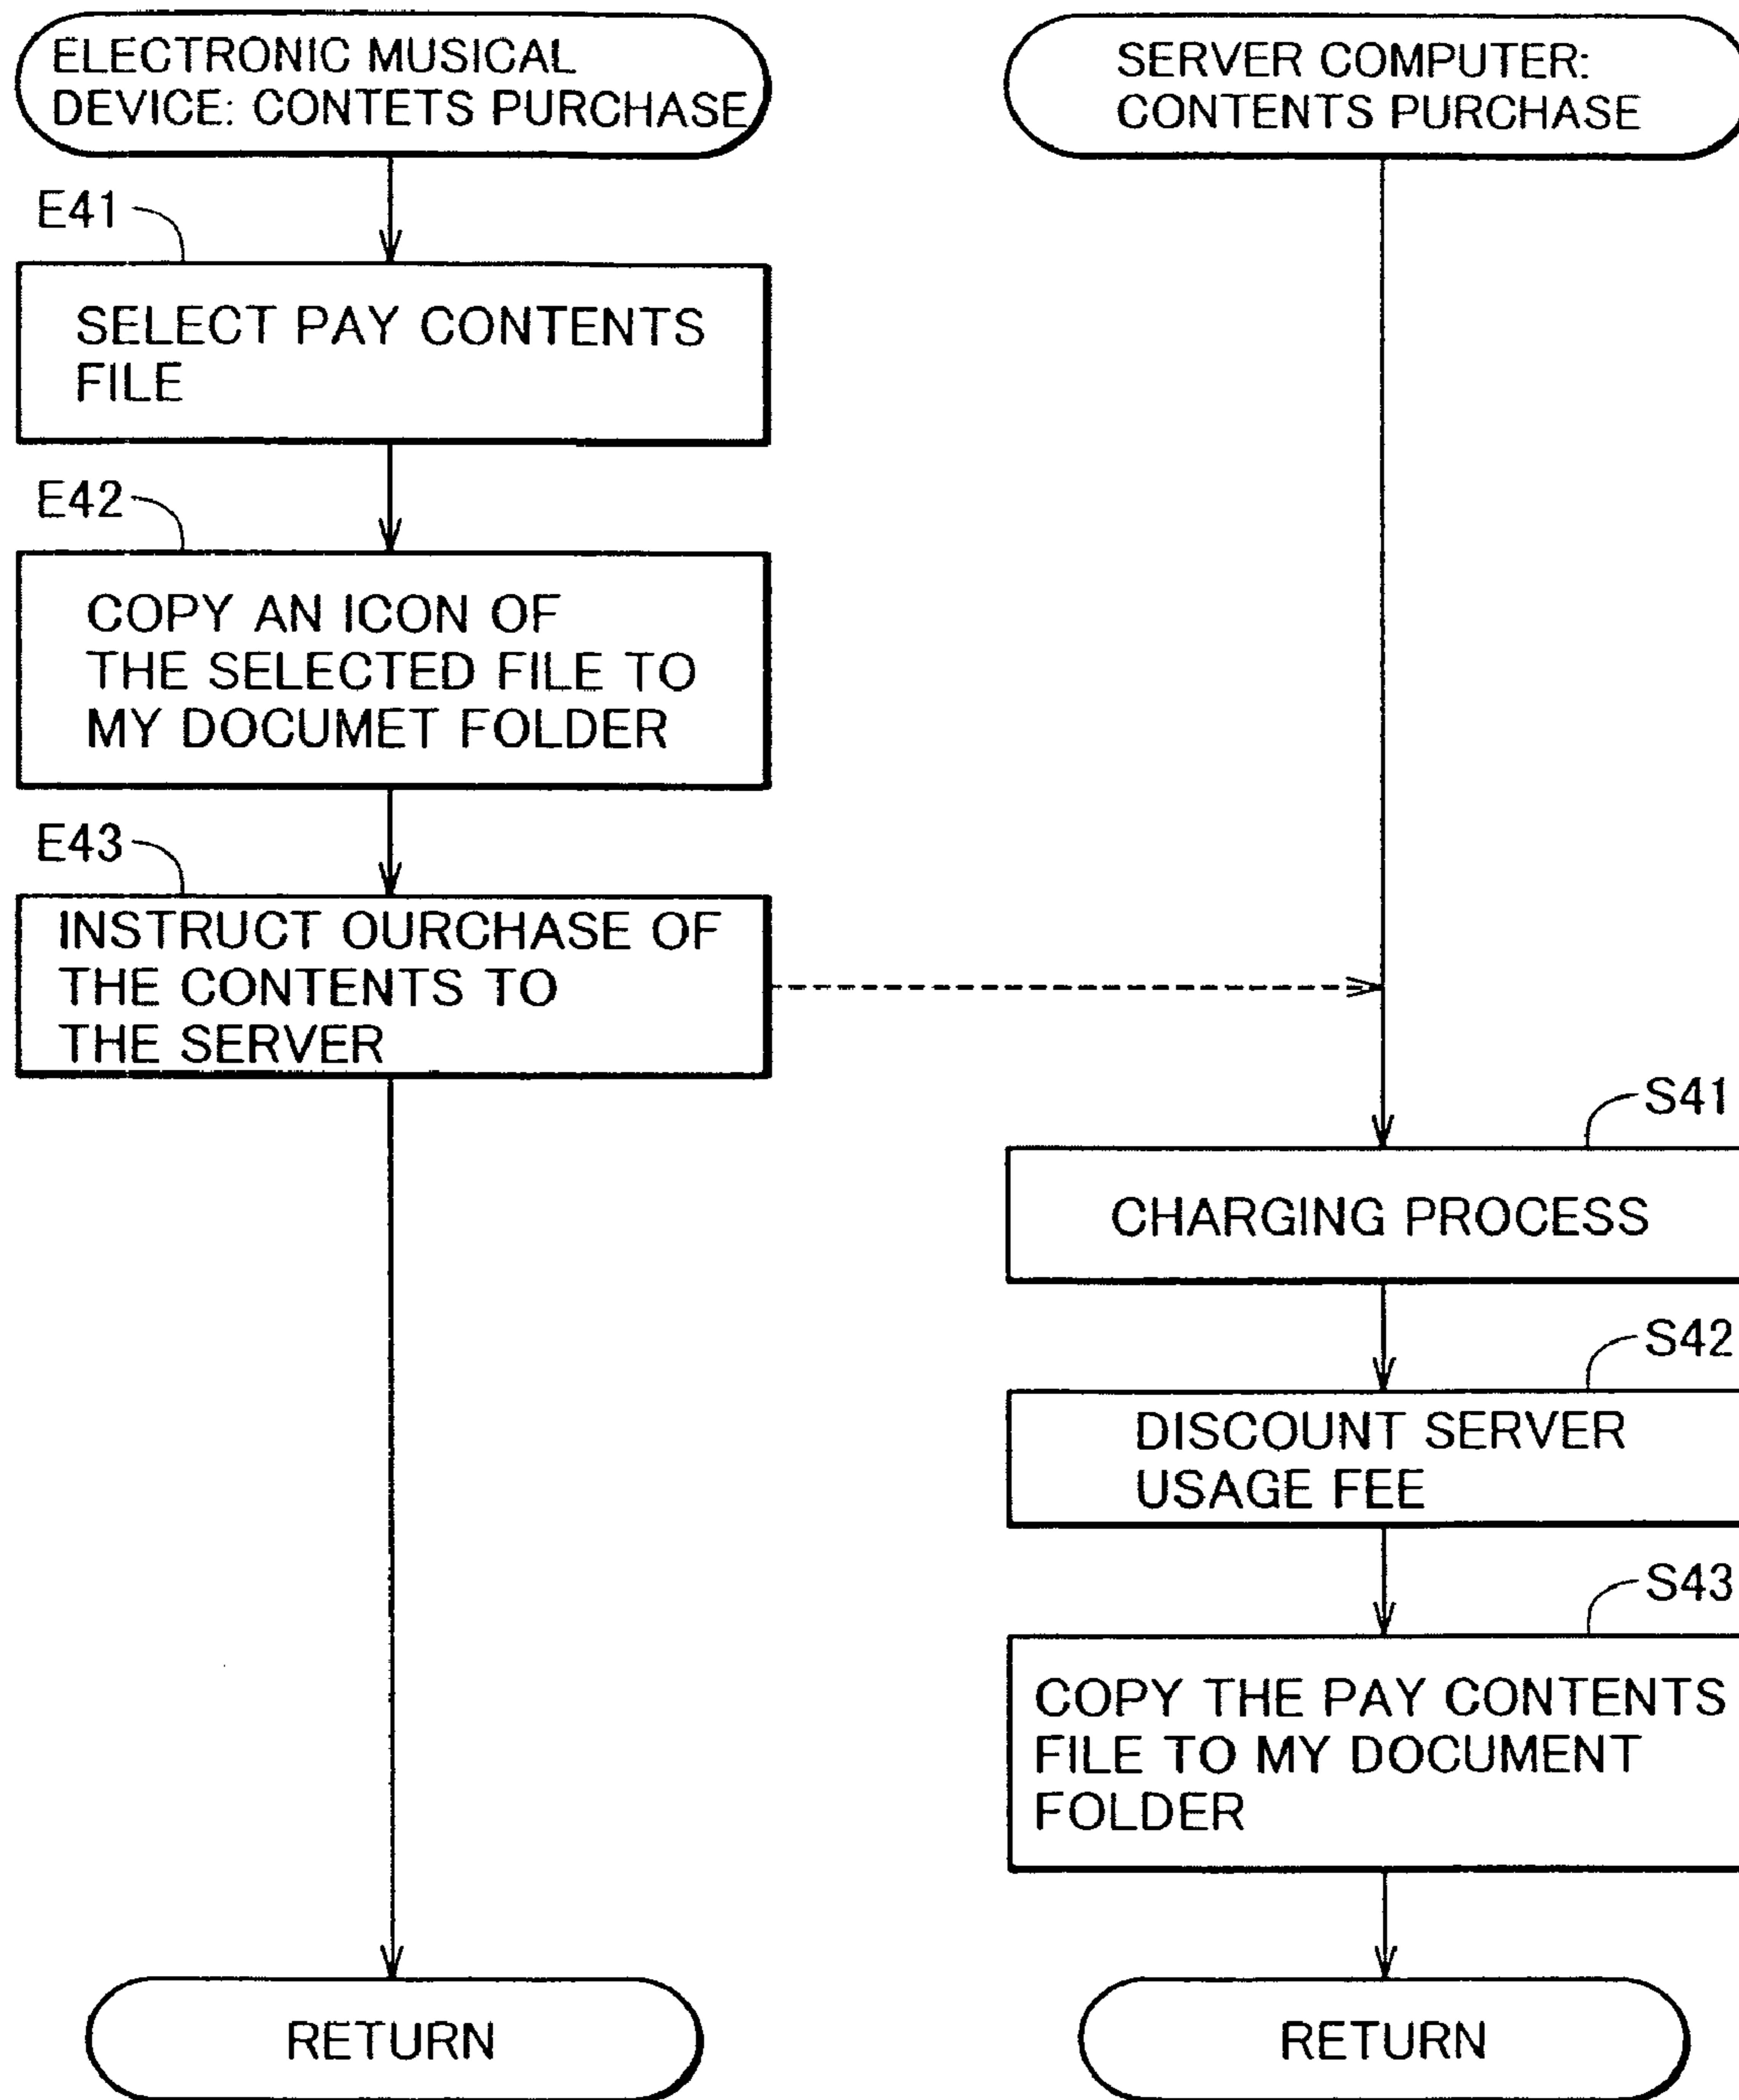 ELECTRONIC MUSICAL
DEVICE: CONTETS PURCHASE
E41
SELECT PAY CONTENTS
FILE
E42
COPY AN ICON OF
THE SELECTED FILE TO
MY DOCUMET FOLDER
E43
INSTRUCT OURCHASE OF
THE CONTENTS TO
THE SERVER
RETURN
SERVER COMPUTER:
CONTENTS PURCHASE
S41
CHARGING PROCESS
S42
DISCOUNT SERVER
USAGE FEE
S43
COPY THE PAY CONTENTS
FILE TO MY DOCUMENT
FOLDER
RETURN